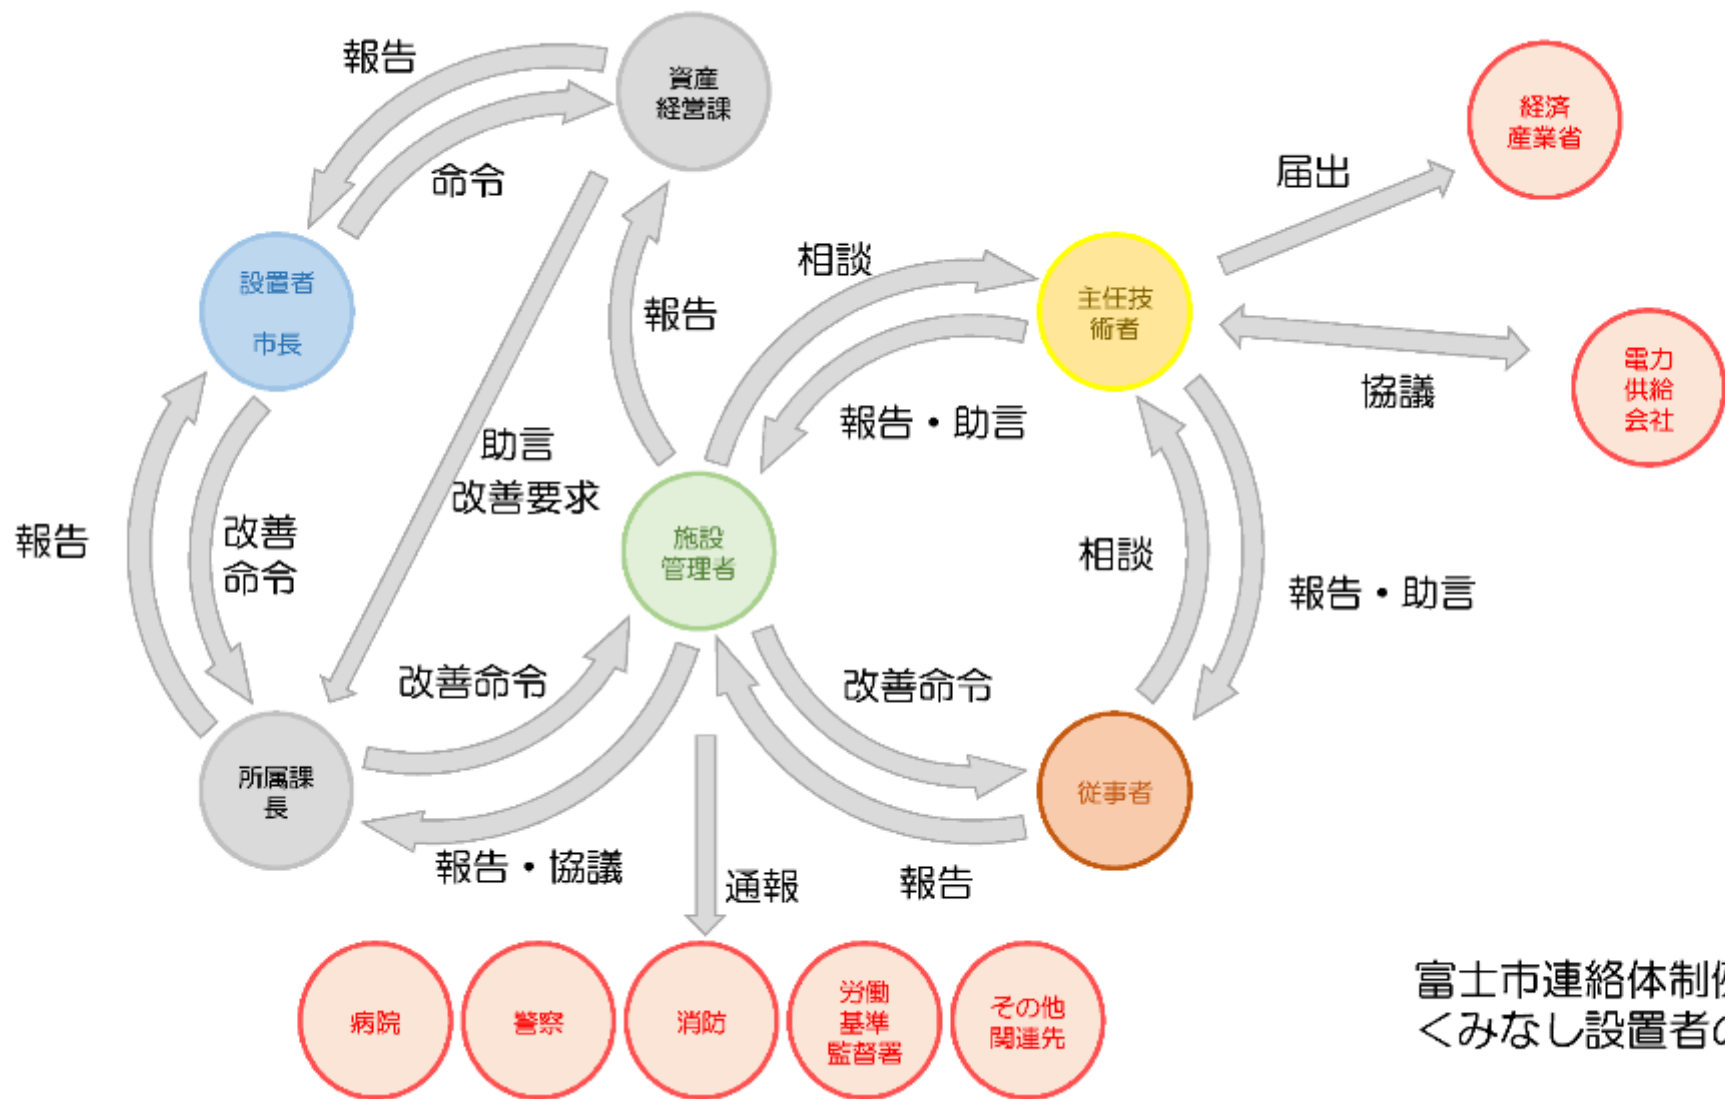 報告
資産
経営課
経済
産業省
命令
届出
設置者
市長
相談
主任技
術者
報告
電力
供給
会社
協議
報告・助言
助言
改善要求
報告
改善
命令
施設
管理者
相談
報告・助言
改善命令
改善命令
所属課
長
従事者
報告・協議
通報
報告
病院
警察
消防
労働
基準
監督署
その他
関連先
富士市連絡体制
くみなし設置者の